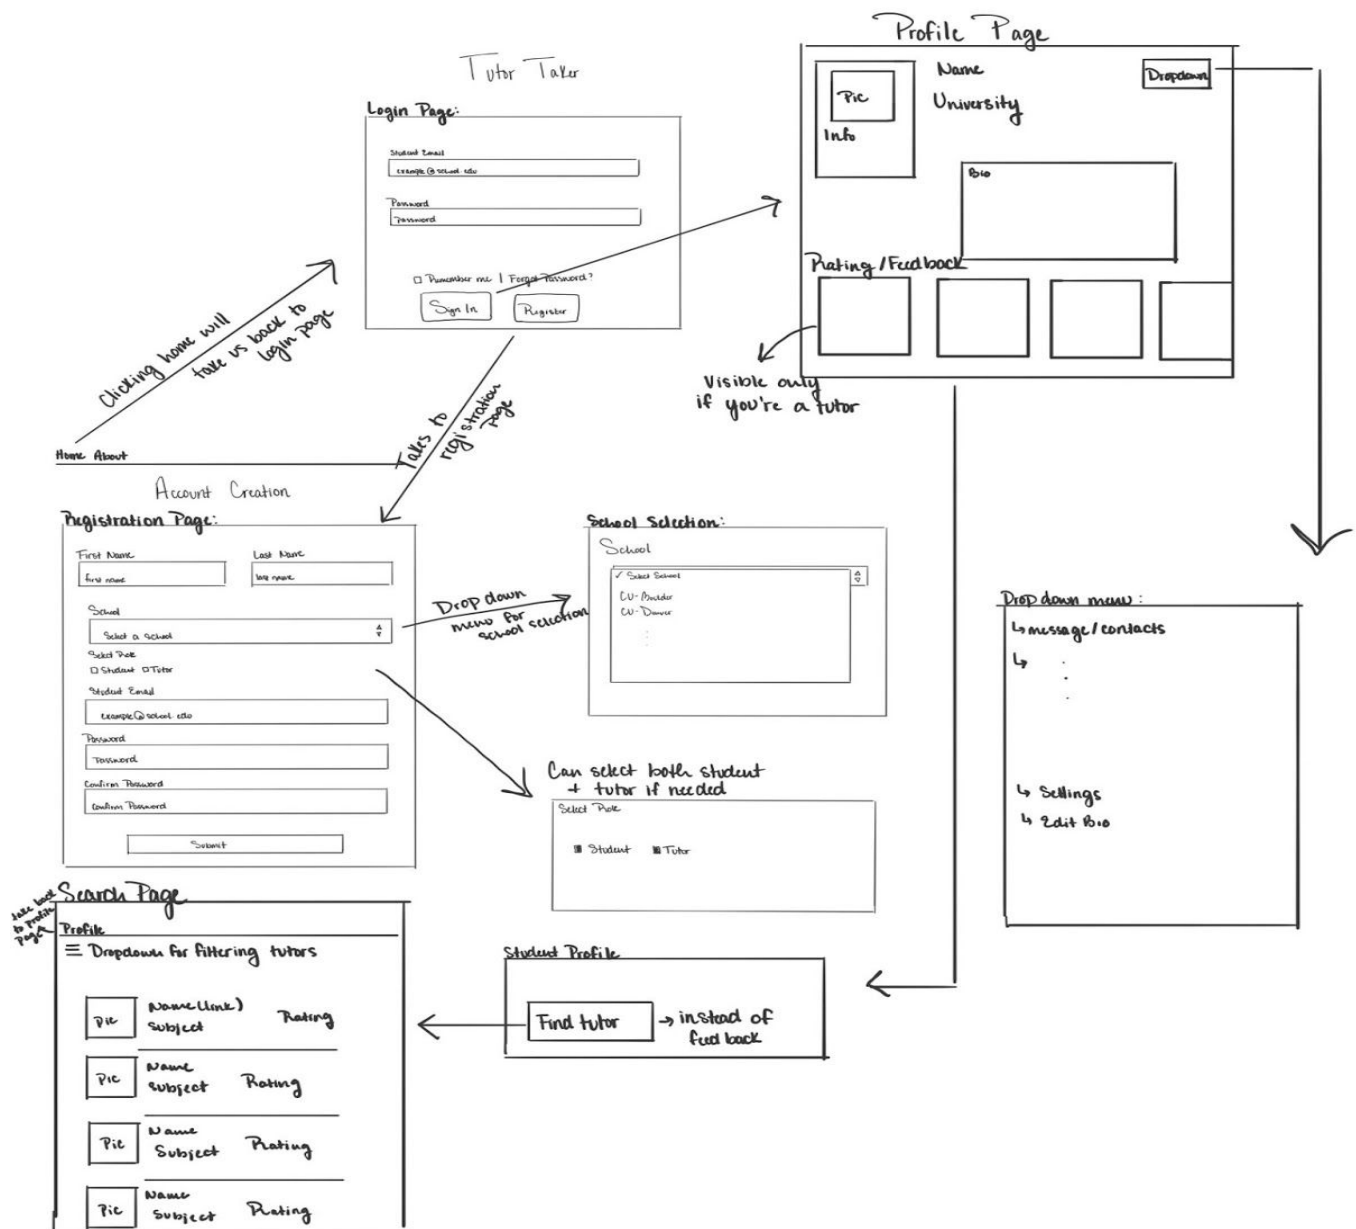 Profile Page
Name
Dropdown
Pic
University
Info
Bio
Rating/Feedback
Visible only
if you're a tutor
Tutor Taker
Login Page:
Student Email
example@school.edu
Password
Password
Remember me | Forgot Password?
Sign In
Register
Clicking home will
take us back to
login page
Takes to
registration
page
Home About
Account Creation
Registration Page:
First Name
Last Name
first name
last name
School
Select a school
Select Role
Student Tutor
Student Email
example@school.edu
Password
Password
Confirm Password
Confirm Password
Submit
Drop down
menu for
school selection
School Selection:
School
✓ Select School
CU-Boulder
CU-Denver
Can select both student
+ tutor if needed
Select Role
Student Tutor
Drop down menu:
↳ message/contacts
↳
↳ Settings
↳ Edit Bio
Student Profile
Find tutor → instead of
feedback
Search Page
take back
to profile
page
Profile
☰ Dropdown for filtering tutors
Pic
Name(link)
Subject
Rating
Pic
Name
Subject
Rating
Pic
Name
Subject
Rating
Pic
Name
Subject
Rating